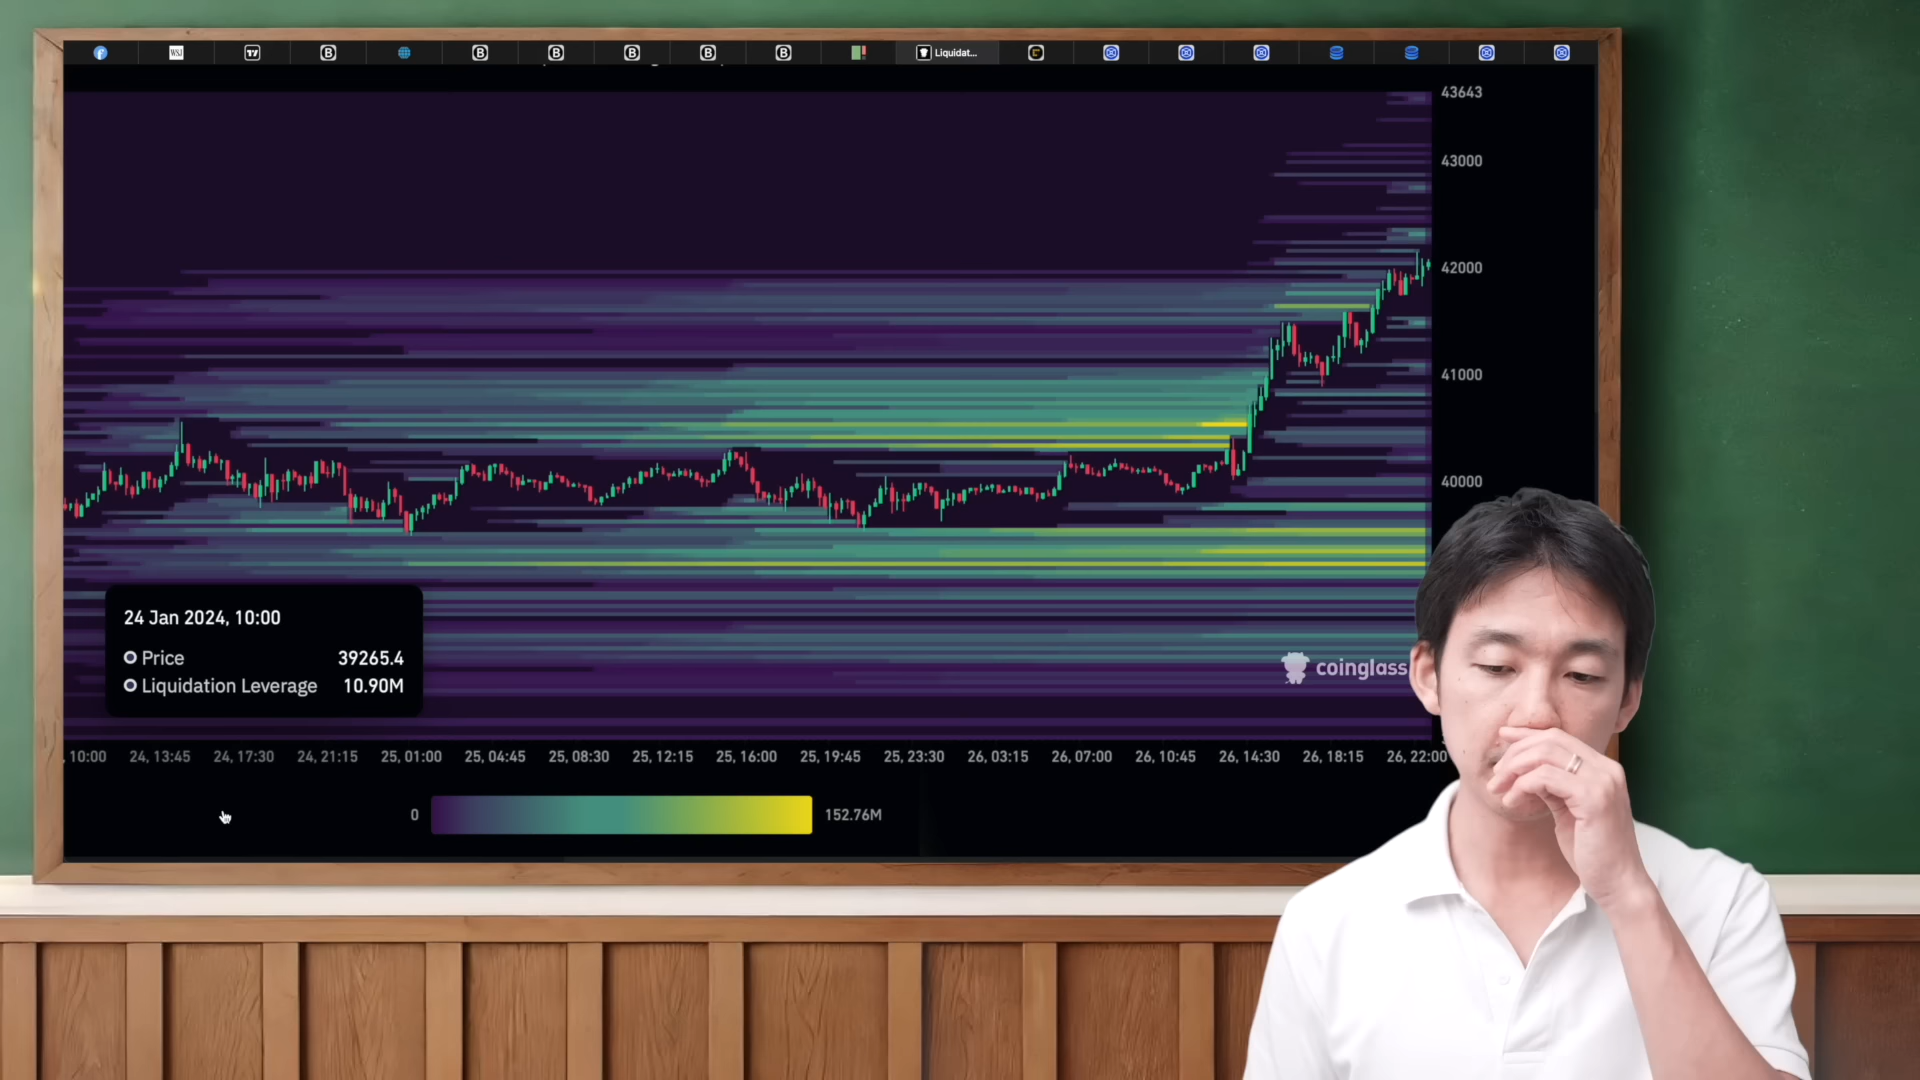 WSJ
Liquidat...
43643
43000
42000
41000
40000
24 Jan 2024, 10:00
Price 39265.4
Liquidation Leverage 10.90M
coinglass
, 10:00 24, 13:45 24, 17:30 24, 21:15 25, 01:00 25, 04:45 25, 08:30 25, 12:15 25, 16:00 25, 19:45 25, 23:30 26, 03:15 26, 07:00 26, 10:45 26, 14:30 26, 18:15 26, 22:00
0 152.76M